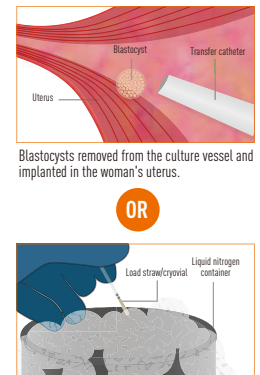 Blastocyst
Transfer catheter
Uterus
Blastocysts removed from the culture vessel and
implanted in the woman's uterus.
OR
Liquid nitrogen
container
Load straw/cryovial